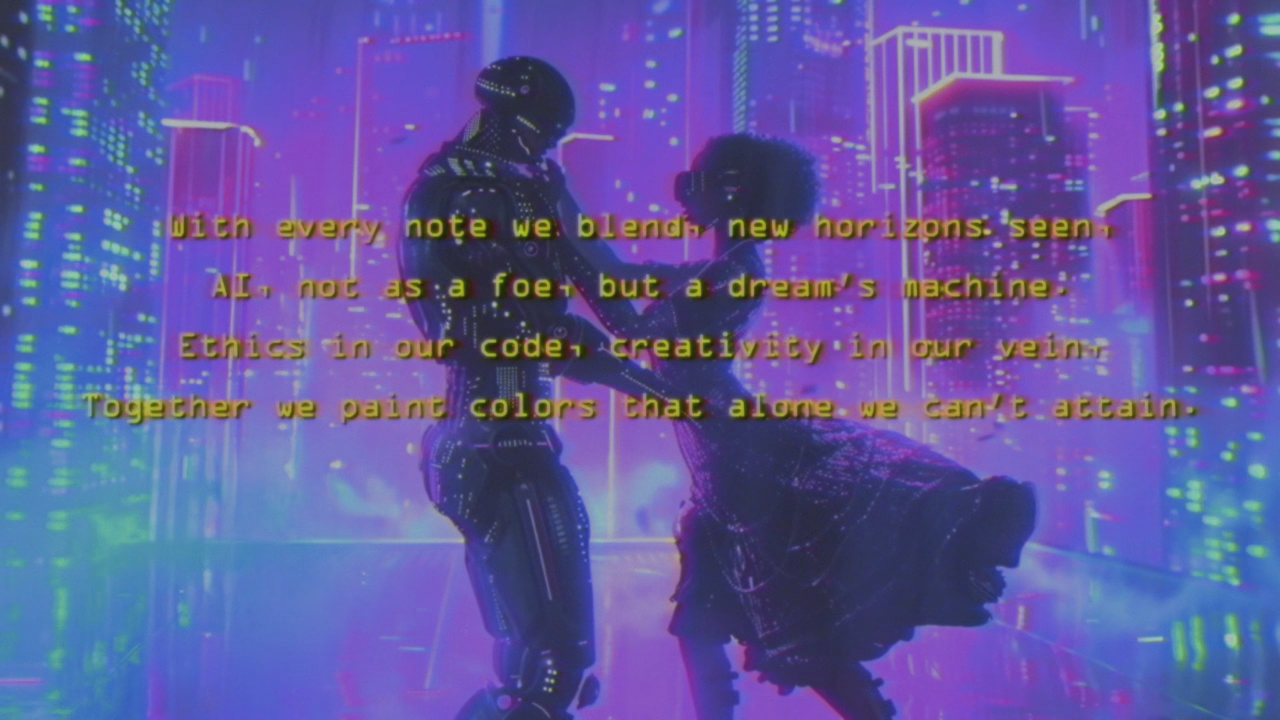 With every note we blend, new horizons seen,
AI, not as a foe, but a dream's machine.
Ethics in our code, creativity in our vein,
Together we paint colors that alone we can't attain.